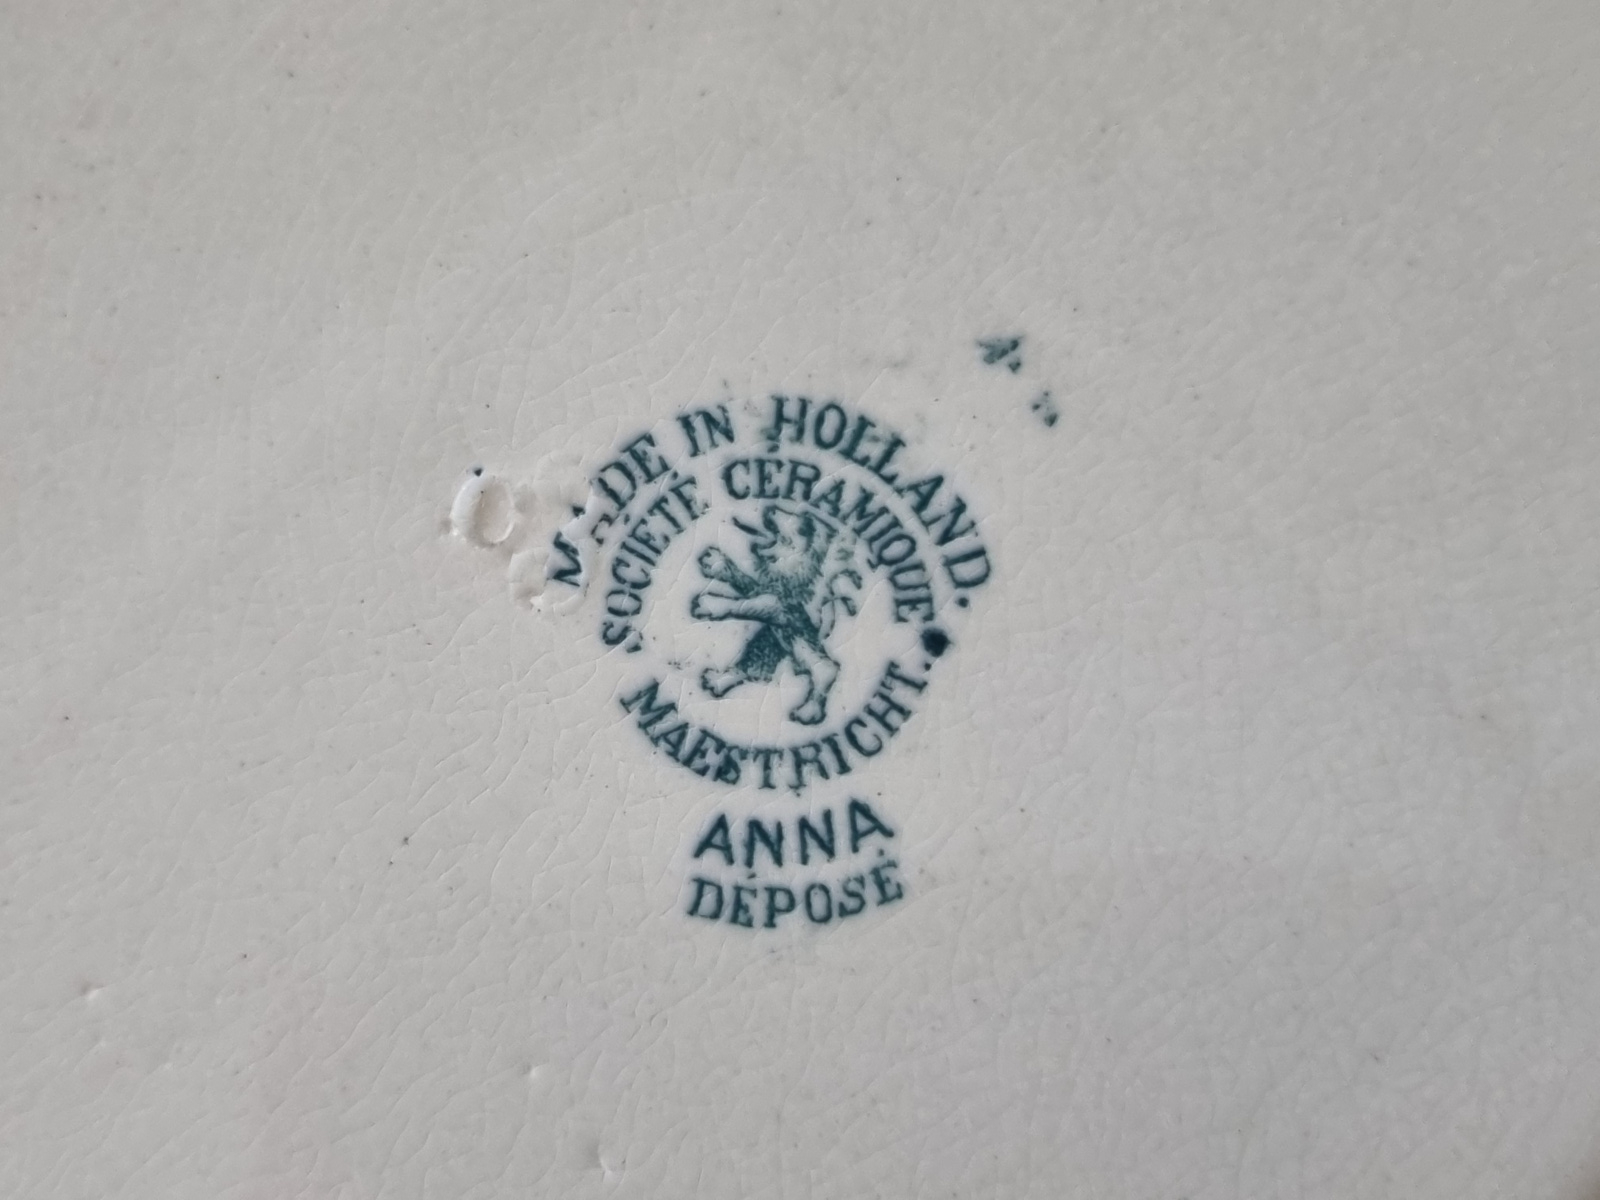 MADE IN HOLLAND.
SOCIÉTÉ CÉRAMIQUE
MAESTRICHT.
ANNA
DÉPOSÉ